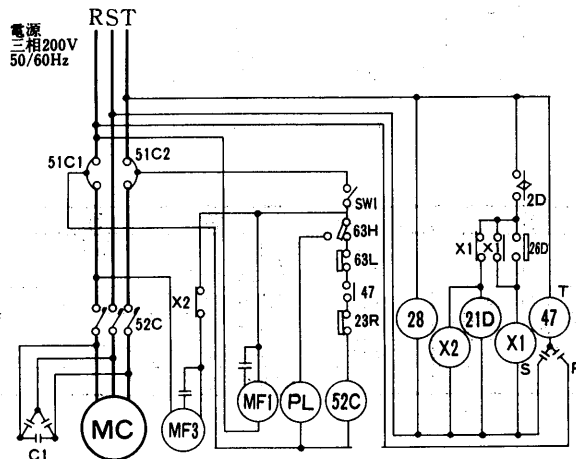 RST
電源
三相200V
50/60Hz
51C1
51C2
SW1
63H
63L
47
23R
X2
52C
2D
X1
X1
26D
28
21D
47
T
X2
X1
S
R
MF1
PL
52C
MC
MF3
C1